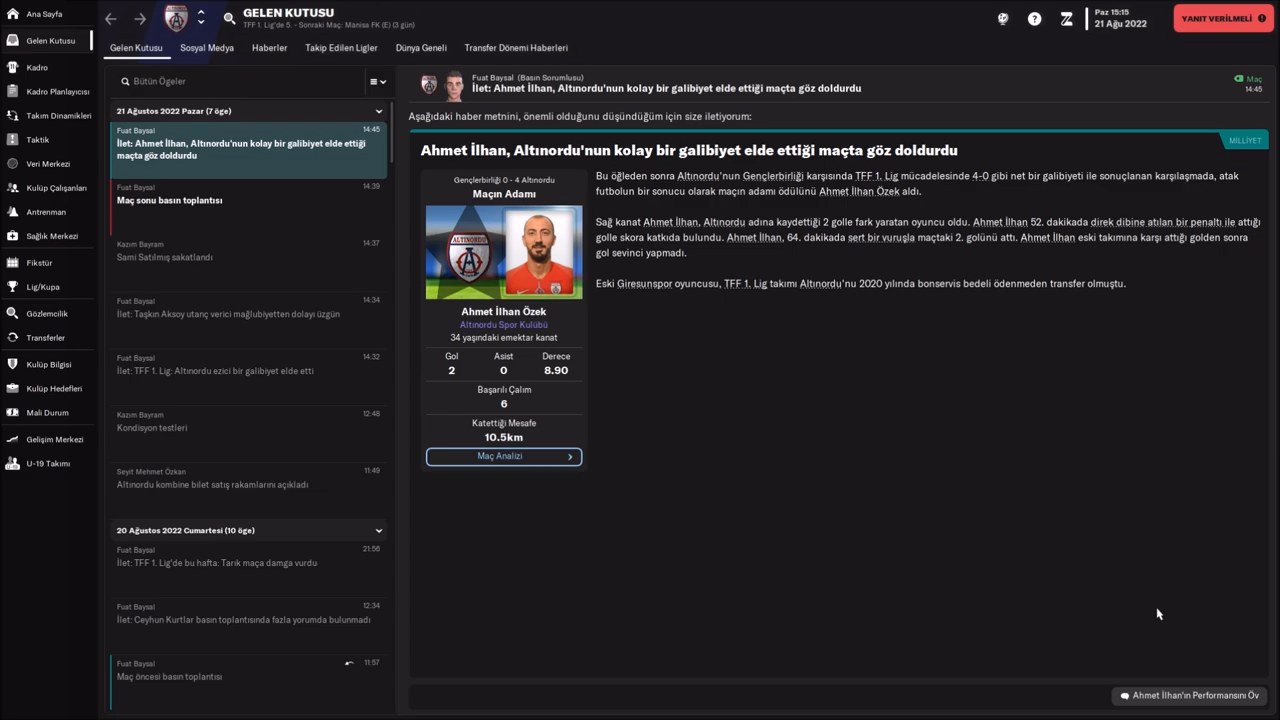 Ana Sayfa
Gelen Kutusu
Kadro
Kadro Planlayıcısı
Takım Dinamikleri
Taktik
Veri Merkezi
Kulüp Çalışanları
Antrenman
Sağlık Merkezi
Fikstür
Lig/Kupa
Gözlemcilik
Transferler
Kulüp Bilgisi
Kulüp Hedefleri
Mali Durum
Gelişim Merkezi
U-19 Takımı
GELEN KUTUSU
TFF 1. Lig'de 5. - Sonraki Maç: Manisa FK (E) (3 gün)
Paz 15:15
21 Ağu 2022
YANIT VERİLMELİ
Gelen Kutusu
Sosyal Medya
Haberler
Takip Edilen Ligler
Dünya Geneli
Transfer Dönemi Haberleri
Bütün Ögeler
21 Ağustos 2022 Pazar (7 öge)
Fuat Baysal 14:45
İlet: Ahmet İlhan, Altınordu'nun kolay bir galibiyet elde ettiği
maçta göz doldurdu
Fuat Baysal 14:39
Maç sonu basın toplantısı
Kazım Bayram 14:37
Sami Satılmış sakatlandı
Fuat Baysal 14:34
İlet: Taşkın Aksoy utanç verici mağlubiyetten dolayı üzgün
Fuat Baysal 14:32
İlet: TFF 1. Lig: Altınordu ezici bir galibiyet elde etti
Kazım Bayram 12:48
Kondisyon testleri
Seyit Mehmet Özkan 11:49
Altınordu kombine bilet satış rakamlarını açıkladı
20 Ağustos 2022 Cumartesi (10 öge)
Fuat Baysal 21:56
İlet: TFF 1. Lig'de bu hafta: Tarık maça damga vurdu
Fuat Baysal 12:34
İlet: Ceyhun Kurtlar basın toplantısında fazla yorumda bulunmadı
Fuat Baysal 11:57
Maç öncesi basın toplantısı
Fuat Baysal (Basın Sorumlusu)
İlet: Ahmet İlhan, Altınordu'nun kolay bir galibiyet elde ettiği maçta göz doldurdu
Maç
14:45
Aşağıdaki haber metnini, önemli olduğunu düşündüğüm için size iletiyorum:
MİLLİYET
Ahmet İlhan, Altınordu'nun kolay bir galibiyet elde ettiği maçta göz doldurdu
Gençlerbirliği 0 - 4 Altınordu
Maçın Adamı
ALTINORDU
Ahmet İlhan Özek
Altınordu Spor Kulübü
34 yaşındaki emektar kanat
Gol Asist Derece
2 0 8.90
Başarılı Çalım
6
Katettiği Mesafe
10.5km
Maç Analizi
Bu öğleden sonra Altınordu'nun Gençlerbirliği karşısında TFF 1. Lig mücadelesinde 4-0 gibi net bir galibiyeti ile sonuçlanan karşılaşmada, atak
futbolun bir sonucu olarak maçın adamı ödülünü Ahmet İlhan Özek aldı.
Sağ kanat Ahmet İlhan, Altınordu adına kaydettiği 2 golle fark yaratan oyuncu oldu. Ahmet İlhan 52. dakikada direk dibine atılan bir penaltı ile attığı
golle skora katkıda bulundu. Ahmet İlhan, 64. dakikada sert bir vuruşla maçtaki 2. golünü attı. Ahmet İlhan eski takımına karşı attığı golden sonra
gol sevinci yapmadı.
Eski Giresunspor oyuncusu, TFF 1. Lig takımı Altınordu'nu 2020 yılında bonservis bedeli ödenmeden transfer olmuştu.
Ahmet İlhan'ın Performansını Öv